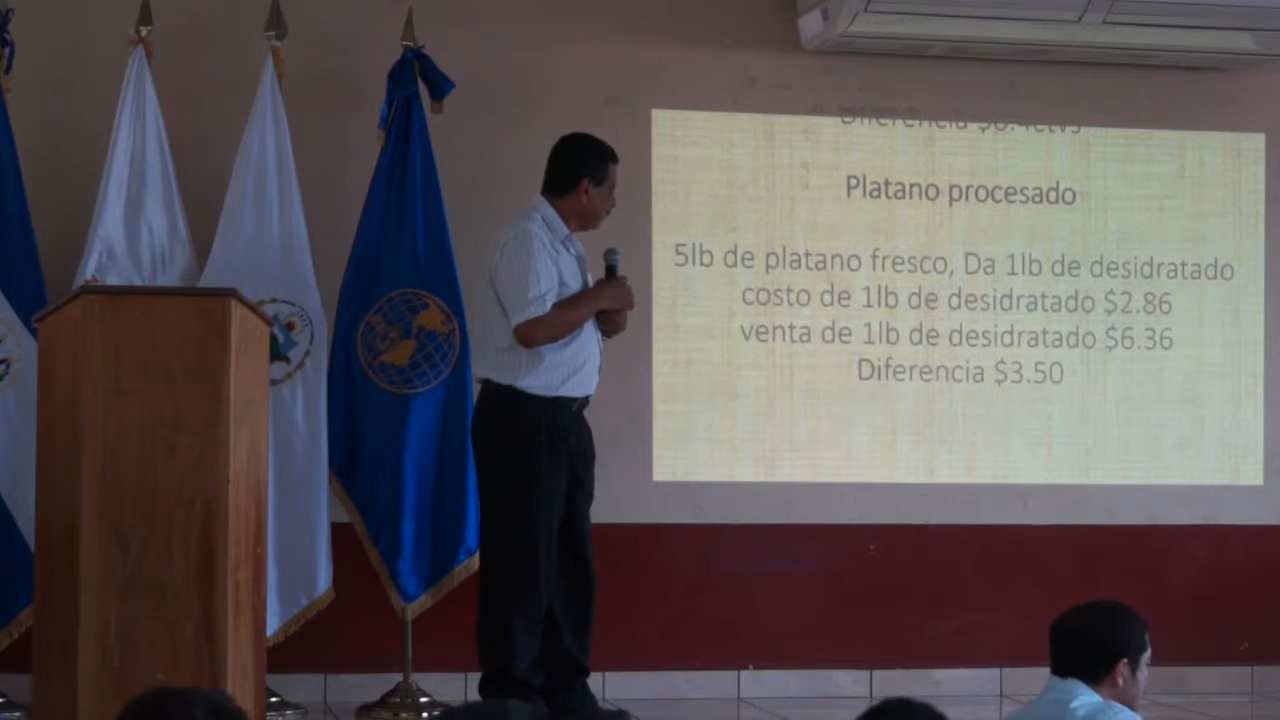 Diferencia
Platano procesado
5lb de platano fresco, Da 1lb de desidratado
costo de 1lb de desidratado $2.86
venta de 1lb de desidratado $6.36
Diferencia $3.50